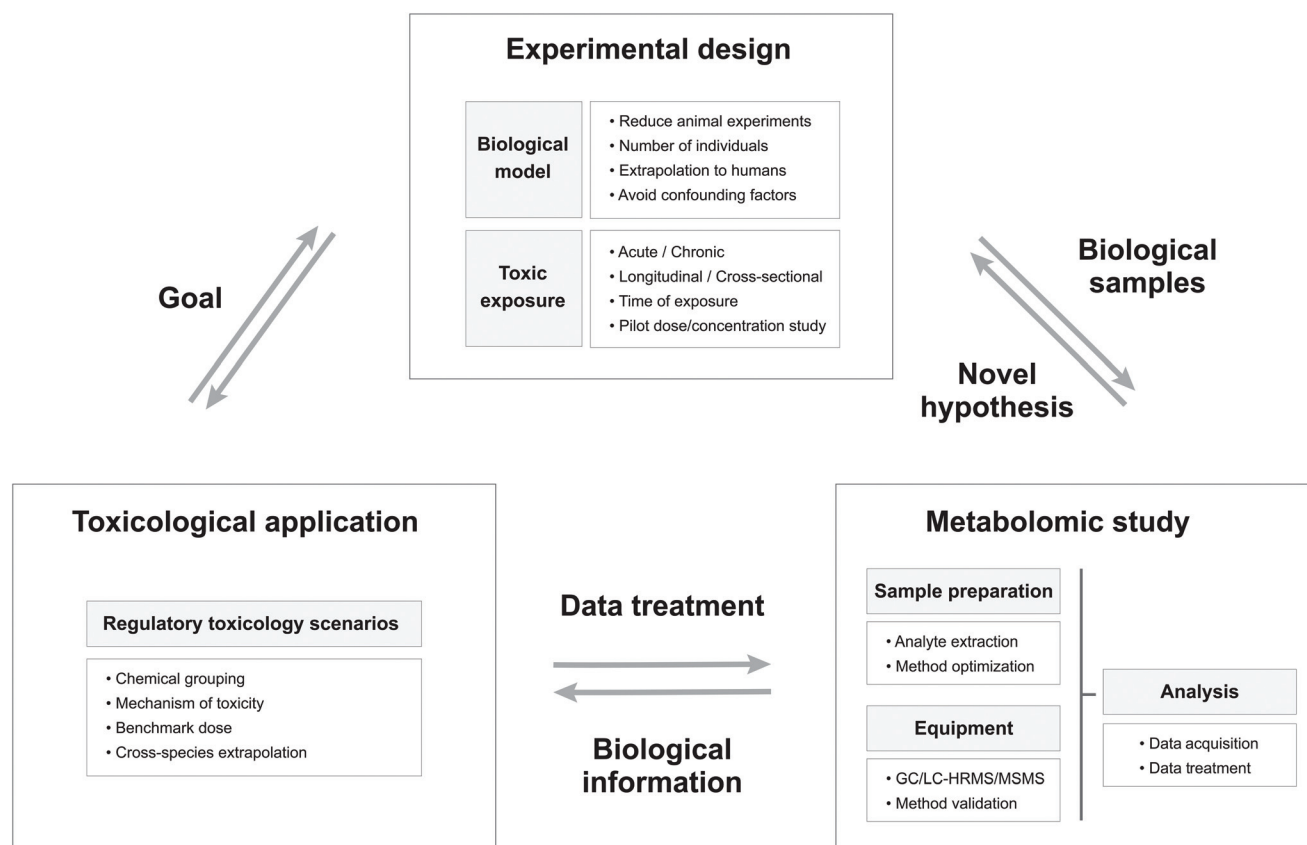 Experimental design
Biological
model
• Reduce animal experiments
• Number of individuals
• Extrapolation to humans
• Avoid confounding factors
Toxic
exposure
• Acute / Chronic
• Longitudinal / Cross-sectional
• Time of exposure
• Pilot dose/concentration study
Goal
Biological
samples
Novel
hypothesis
Toxicological application
Regulatory toxicology scenarios
• Chemical grouping
• Mechanism of toxicity
• Benchmark dose
• Cross-species extrapolation
Data treatment
Biological
information
Metabolomic study
Sample preparation
• Analyte extraction
• Method optimization
Equipment
• GC/LC-HRMS/MSMS
• Method validation
Analysis
• Data acquisition
• Data treatment